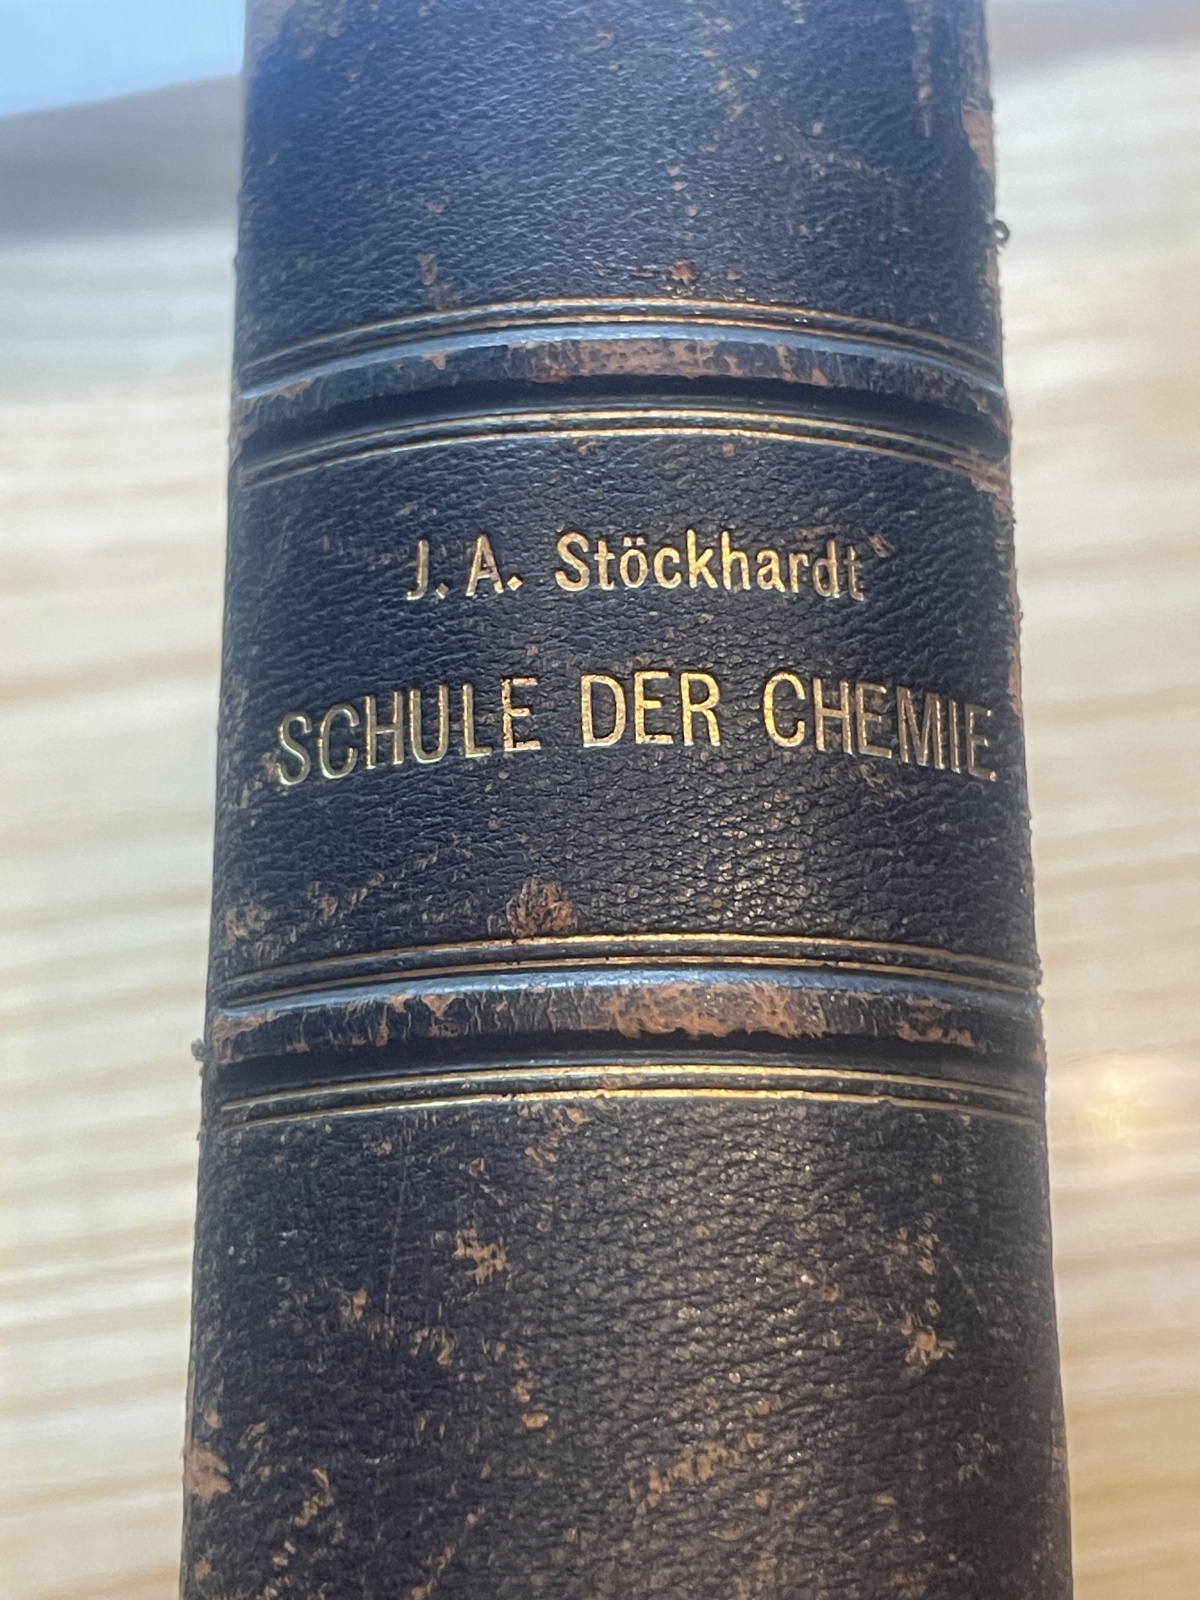 J. A. Stöckhardt
SCHULE DER CHEMIE.